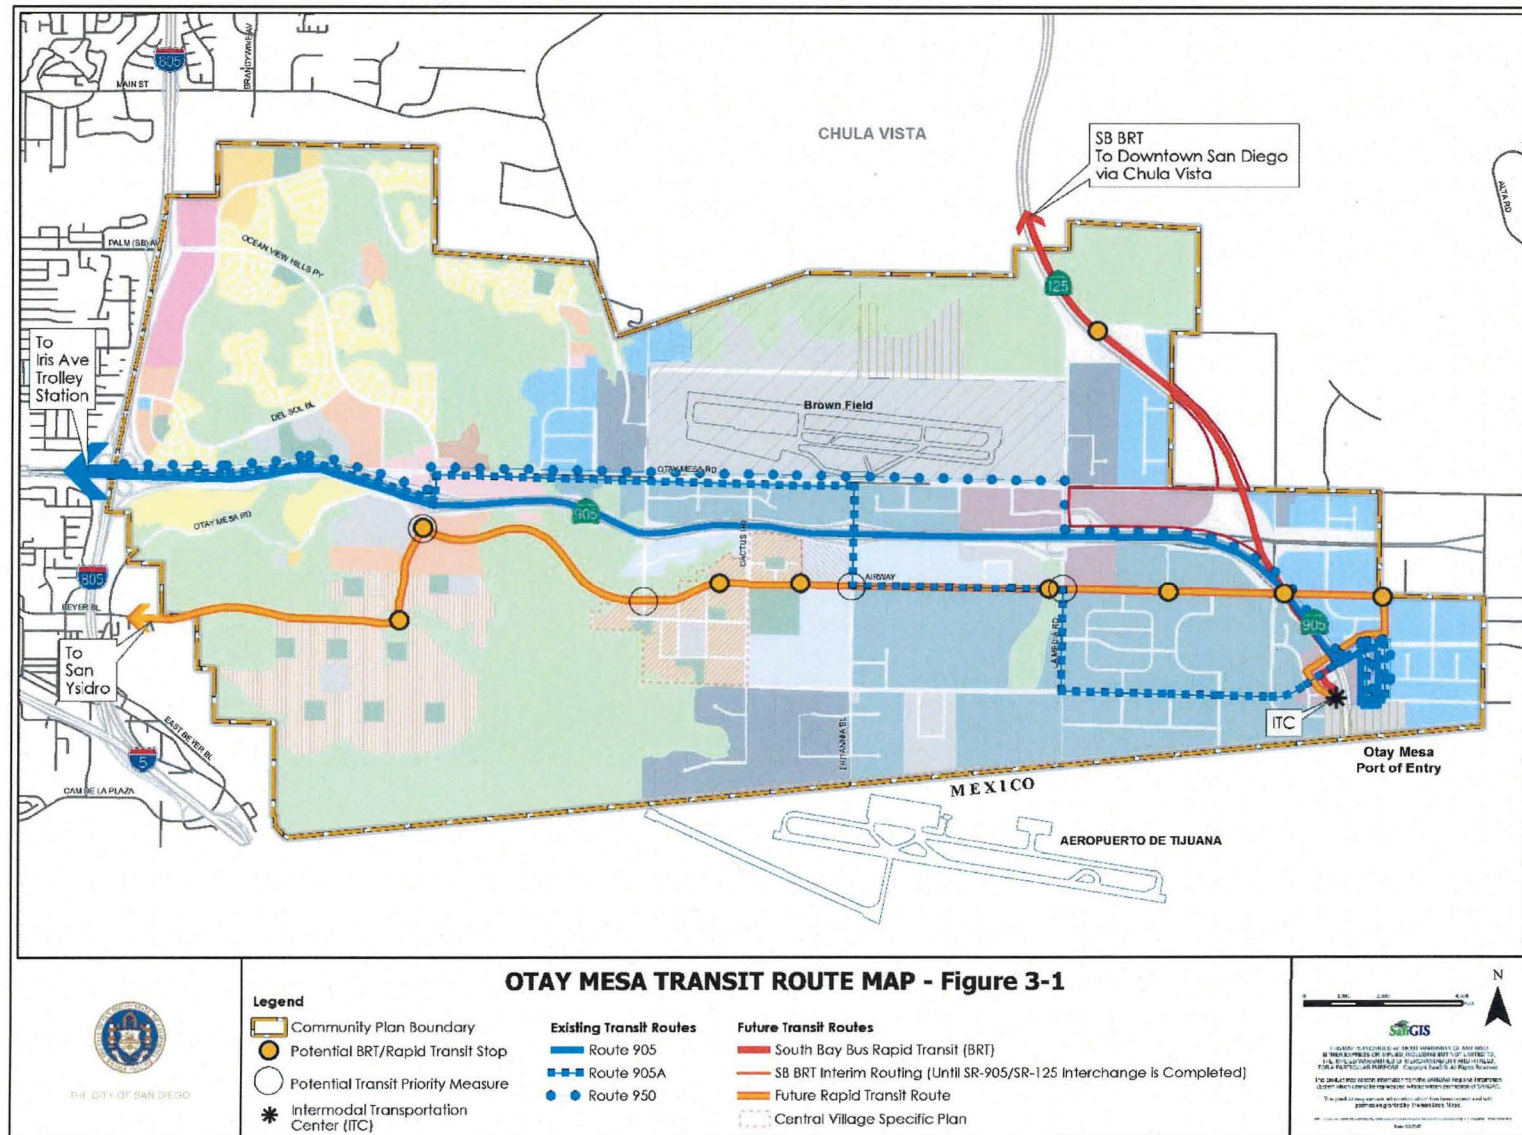 805
MAIN ST
BRANDYWINE AV
CHULA VISTA
SB BRT
To Downtown San Diego
via Chula Vista
ALTA RD
PALM (SB) AV
OCEAN VIEW HILLS PY
125
To
Iris Ave
Trolley
Station
DEL SOL BL
Brown Field
OTAY MESA RD
OTAY MESA RD
905
CACTUS RD
805
AIRWAY
BEYER BL
LA MEDIA RD
905
To
San
Ysidro
ITC
EAST BEYER BL
BRITANNIA BL
5
Otay Mesa
Port of Entry
CAM DE LA PLAZA
MEXICO
AEROPUERTO DE TIJUANA
OTAY MESA TRANSIT ROUTE MAP - Figure 3-1
THE CITY OF SAN DIEGO
Legend
Community Plan Boundary
Potential BRT/Rapid Transit Stop
Potential Transit Priority Measure
Intermodal Transportation
Center (ITC)
Existing Transit Routes
Route 905
Route 905A
Route 950
Future Transit Routes
South Bay Bus Rapid Transit (BRT)
SB BRT Interim Routing (Until SR-905/SR-125 Interchange is Completed)
Future Rapid Transit Route
Central Village Specific Plan
N
SanGIS